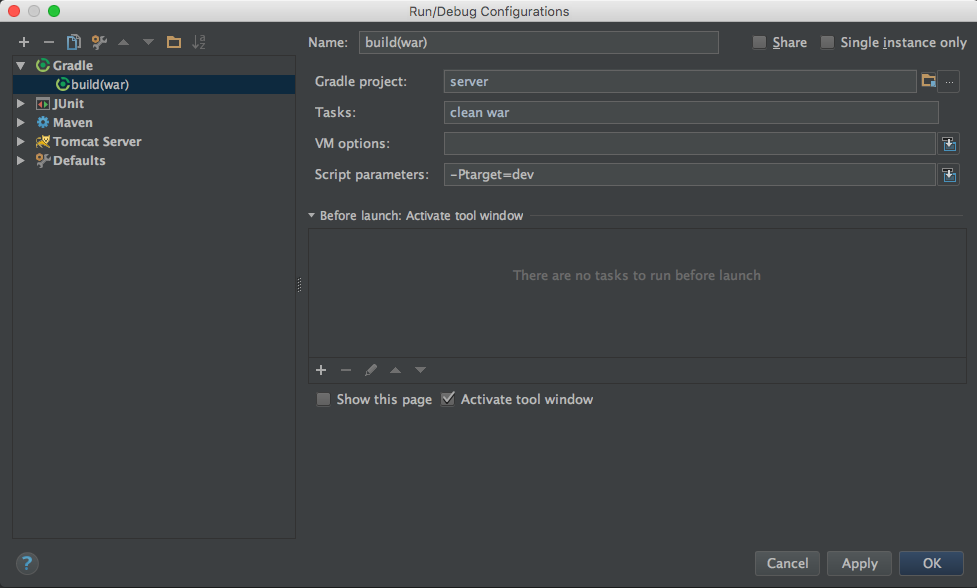 Run/Debug Configurations
Name: build(war) Share Single instance only
Gradle
build(war)
JUnit
Maven
Tomcat Server
Defaults
Gradle project: server ...
Tasks: clean war
VM options:
Script parameters: -Ptarget=dev
Before launch: Activate tool window
There are no tasks to run before launch
Show this page Activate tool window
? Cancel Apply OK